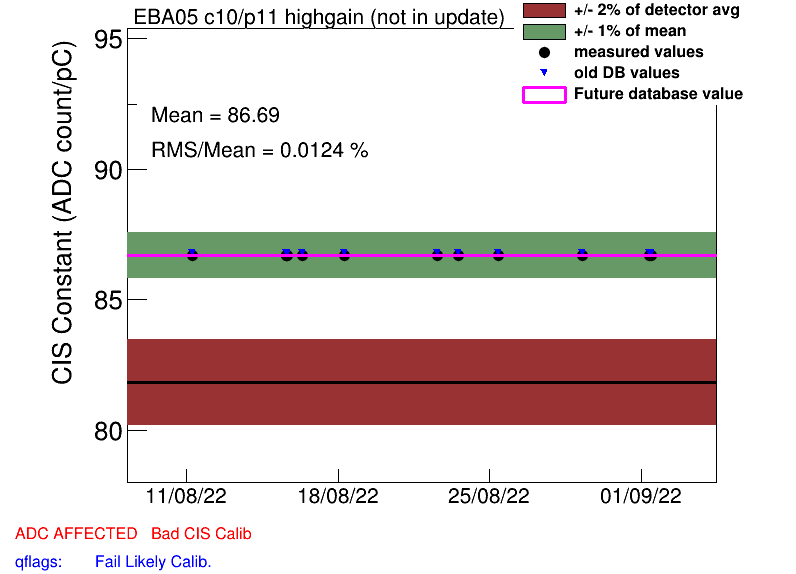 EBA05 c10/p11 highgain (not in update)
+/- 2% of detector avg
+/- 1% of mean
measured values
old DB values
Future database value
Mean = 86.69
RMS/Mean = 0.0124 %
CIS Constant (ADC count/pC)
95
90
85
80
11/08/22 18/08/22 25/08/22 01/09/22
ADC AFFECTED Bad CIS Calib
qflags: Fail Likely Calib.